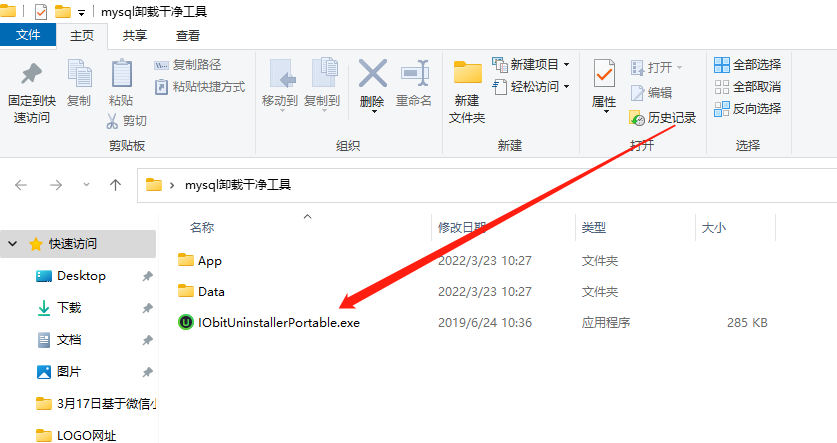 mysql卸载干净工具
文件 主页 共享 查看
固定到快速访问
复制
粘贴
复制路径
粘贴快捷方式
剪切
剪贴板
移动到
复制到
删除
重命名
组织
新建文件夹
新建项目
轻松访问
新建
属性
打开
编辑
历史记录
打开
全部选择
全部取消
反向选择
选择
mysql卸载干净工具
名称 修改日期 类型 大小
快速访问
Desktop
下载
文档
图片
3月17日基于微信小
LOGO网址
App 2022/3/23 10:27 文件夹
Data 2022/3/23 10:27 文件夹
IObitUninstallerPortable.exe 2019/6/24 10:36 应用程序 285 KB